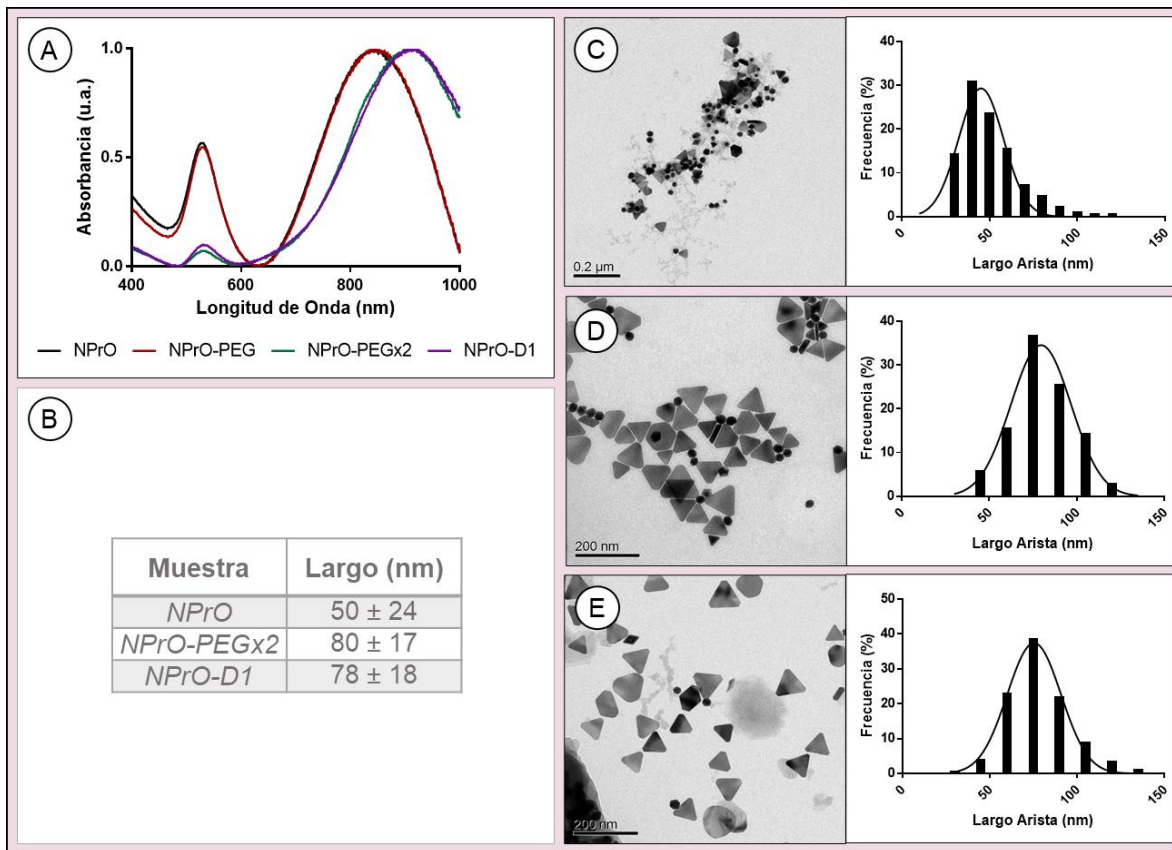 A
Absorbancia (u.a.)
1.0
0.5
0.0
400 600 800 1000
Longitud de Onda (nm)
NPrO NPrO-PEG NPrO-PEGx2 NPrO-D1
B
Muestra Largo (nm)
NPrO 50 ± 24
NPrO-PEGx2 80 ± 17
NPrO-D1 78 ± 18
C
0.2 µm
Frecuencia (%)
40
30
20
10
0
0 50 100 150
Largo Arista (nm)
D
200 nm
Frecuencia (%)
40
30
20
10
0
0 50 100 150
Largo Arista (nm)
E
200 nm
Frecuencia (%)
50
40
30
20
10
0
0 50 100 150
Largo Arista (nm)